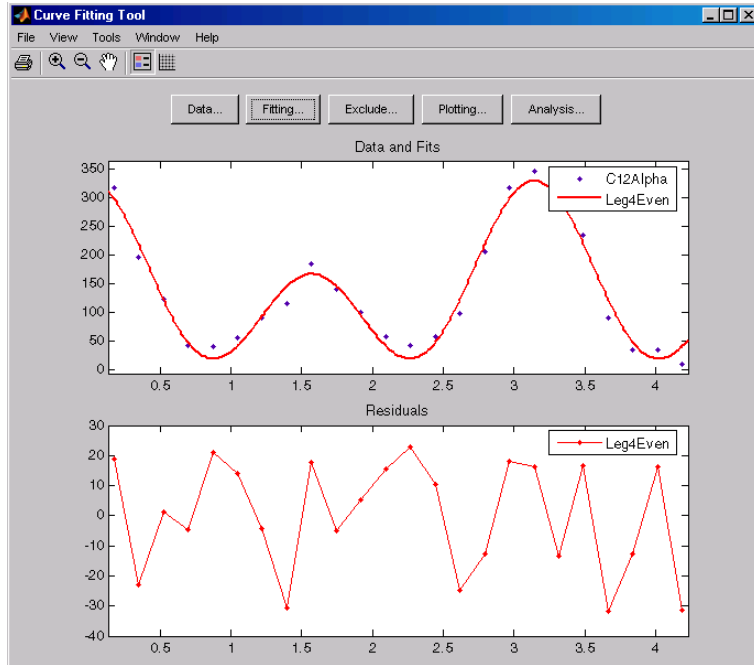 Curve Fitting Tool
File View Tools Window Help
Data... Fitting... Exclude... Plotting... Analysis...
Data and Fits
350
300
250
200
150
100
50
0
C12Alpha
Leg4Even
0.5 1 1.5 2 2.5 3 3.5 4
Residuals
30
20
10
0
-10
-20
-30
-40
Leg4Even
0.5 1 1.5 2 2.5 3 3.5 4